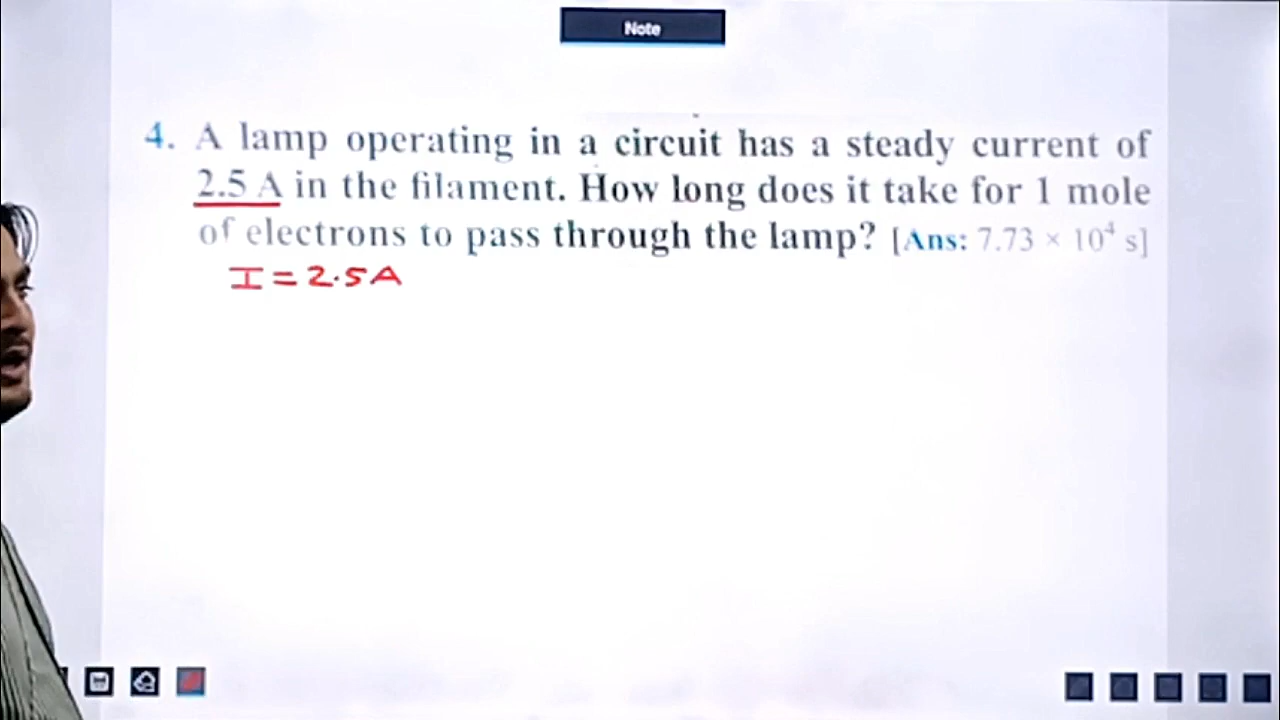 Note
4. A lamp operating in a circuit has a steady current of
2.5 A in the filament. How long does it take for 1 mole
of electrons to pass through the lamp? [Ans: 7.73 × 10⁴ s]
I = 2.5A